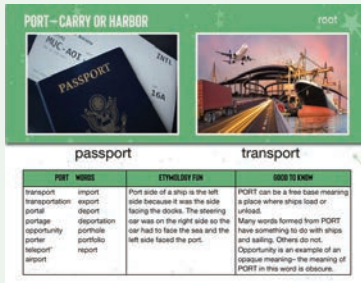 PORT—CARRY OR HARBOR
root
MUC-AOI
INTL
16A
PASSPORT
passport
transport
PORT WORDS
ETYMOLOGY FUN
GOOD TO KNOW
transport import
transportation export
portal deport
portage deportation
opportunity porthole
porter portfolio
teleport report
airport
Port side of a ship is the left
side because it was the side
facing the docks. The steering
oar was on the right side so the
oar had to face the sea and the
left side faced the port.
PORT can be a free base meaning
a place where ships load or
unload.
Many words formed from PORT
have something to do with ships
and sailing. Others do not.
Opportunity is an example of an
opaque meaning– the meaning of
PORT in this word is obscure.